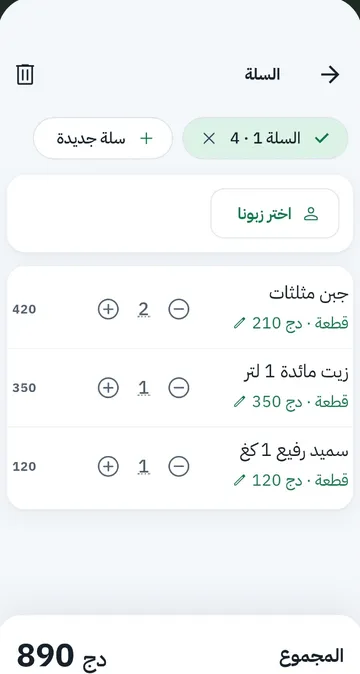 السلة
السلة 1 · 4
سلة جديدة
اختر زبونا
جبن مثلثات
قطعة · دج 210
2
420
زيت مائدة 1 لتر
قطعة · دج 350
1
350
سميد رفيع 1 كغ
قطعة · دج 120
1
120
المجموع
دج 890